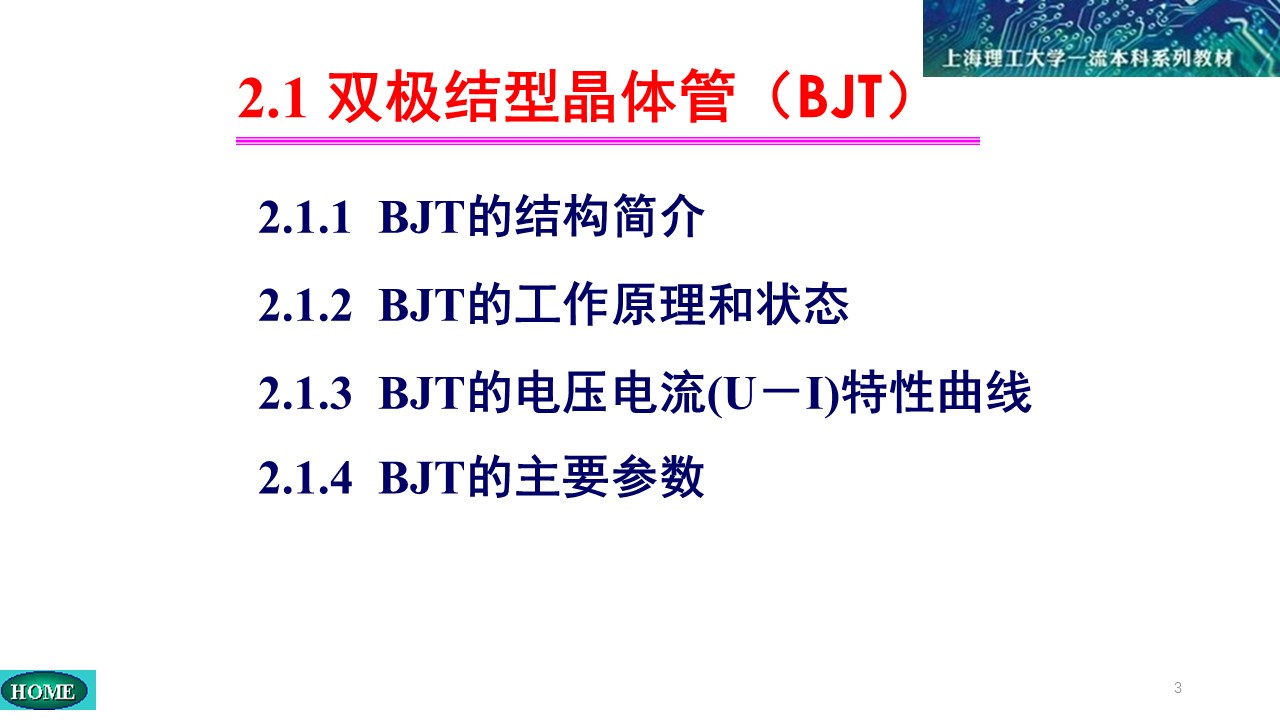 上海理工大学一流本科系列教材
2.1 双极结型晶体管（BJT）
2.1.1 BJT的结构简介
2.1.2 BJT的工作原理和状态
2.1.3 BJT的电压电流(U－I)特性曲线
2.1.4 BJT的主要参数
HOME
3